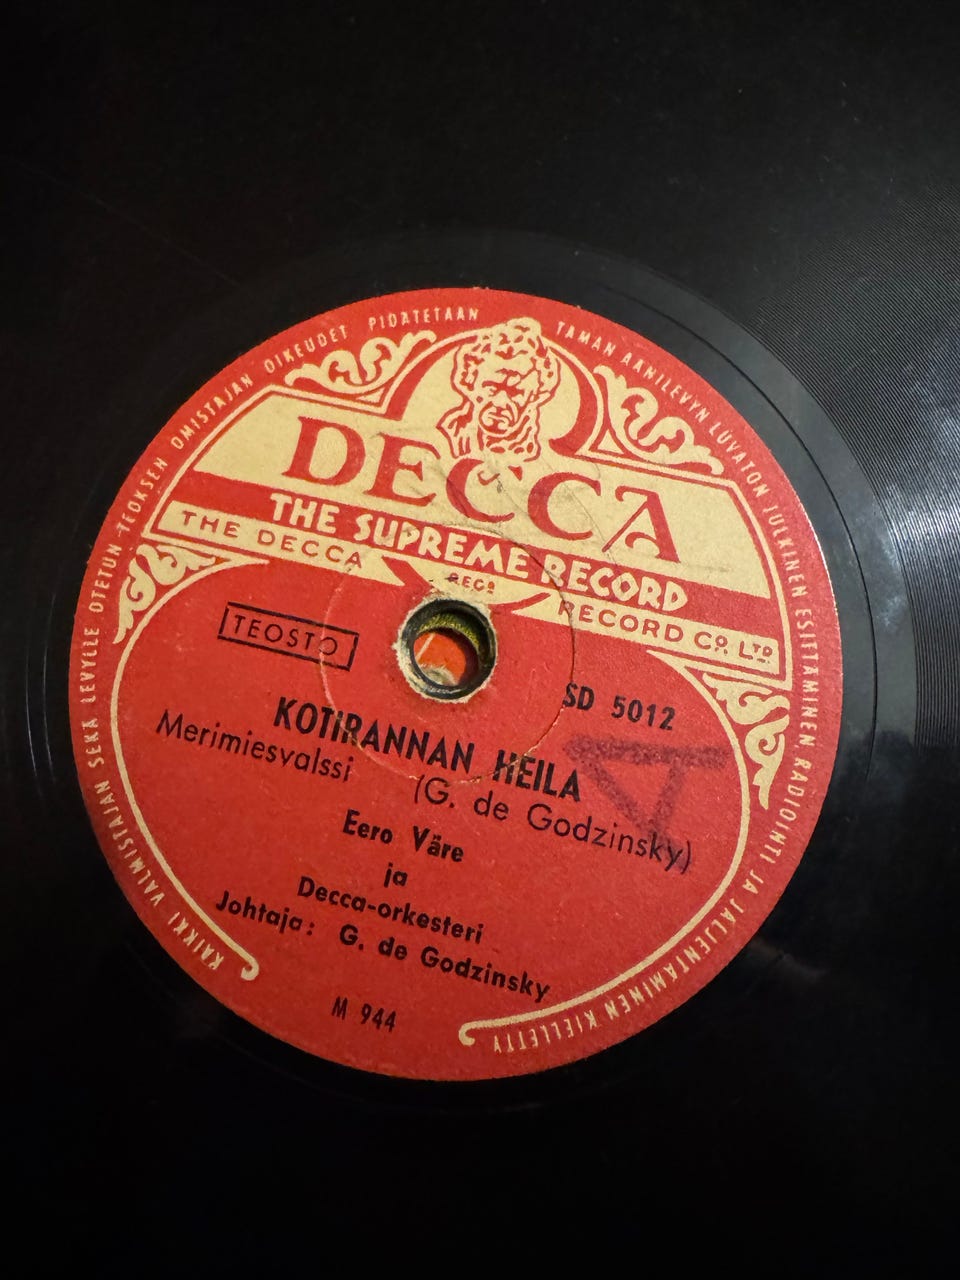 KAIKKI VALMISTAJAN SEKÄ LEVYLLE OTETUN TEOKSEN OMISTAJAN OIKEUDET PIDÄTETÄÄN
TÄMÄN ÄÄNILEVYN LUVATON JULKINEN ESITTÄMINEN RADIOINTI JA JÄLJENTÄMINEN KIELLETTY
DECCA
THE SUPREME RECORD
THE DECCA RECORD CO. LTD.
REGD
TEOSTO
SD 5012
KOTIRANNAN HEILA
Merimiesvalssi
(G. de Godzinsky)
A
Eero Väre
ja
Decca-orkesteri
Johtaja: G. de Godzinsky
M 944